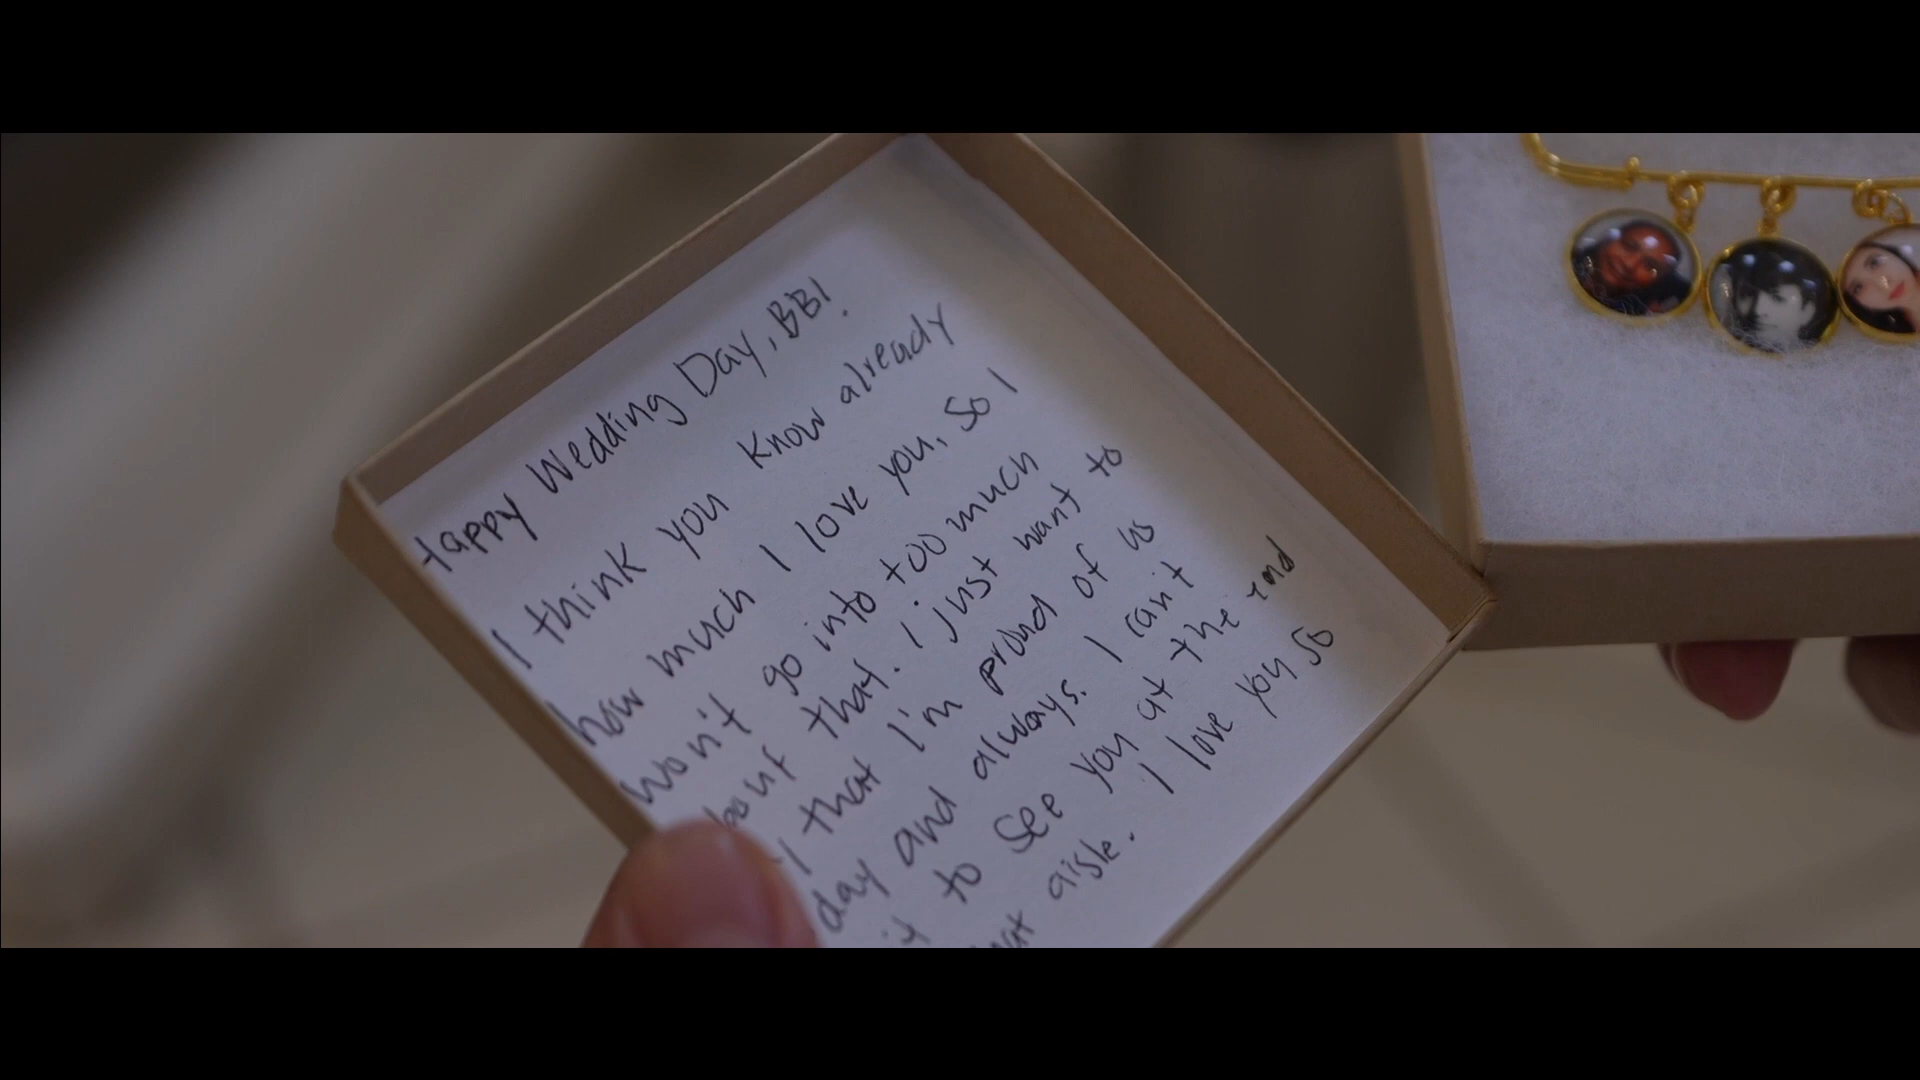 Happy Wedding Day, BB!
I think you know already
how much I love you, so I
won't go into too much
about that. I just want to
that I'm proud of us
day and always. I can't
to see you at the end
aisle. I love you so